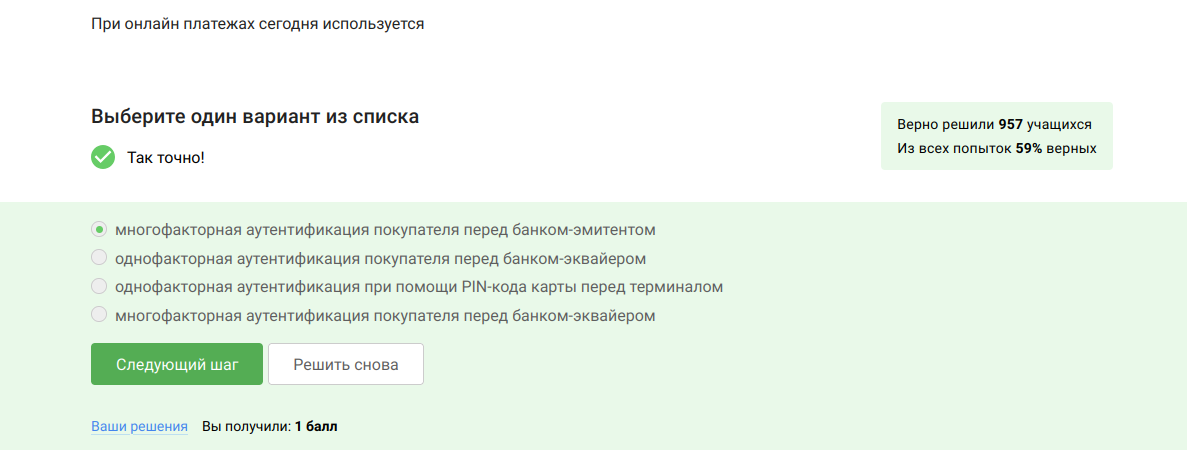 При онлайн платежах сегодня используется
Выберите один вариант из списка
Верно решили 957 учащихся
Из всех попыток 59% верных
Так точно!
многофакторная аутентификация покупателя перед банком-эмитентом
однофакторная аутентификация покупателя перед банком-эквайером
однофакторная аутентификация при помощи PIN-кода карты перед терминалом
многофакторная аутентификация покупателя перед банком-эквайером
Следующий шаг
Решить снова
Ваши решения Вы получили: 1 балл